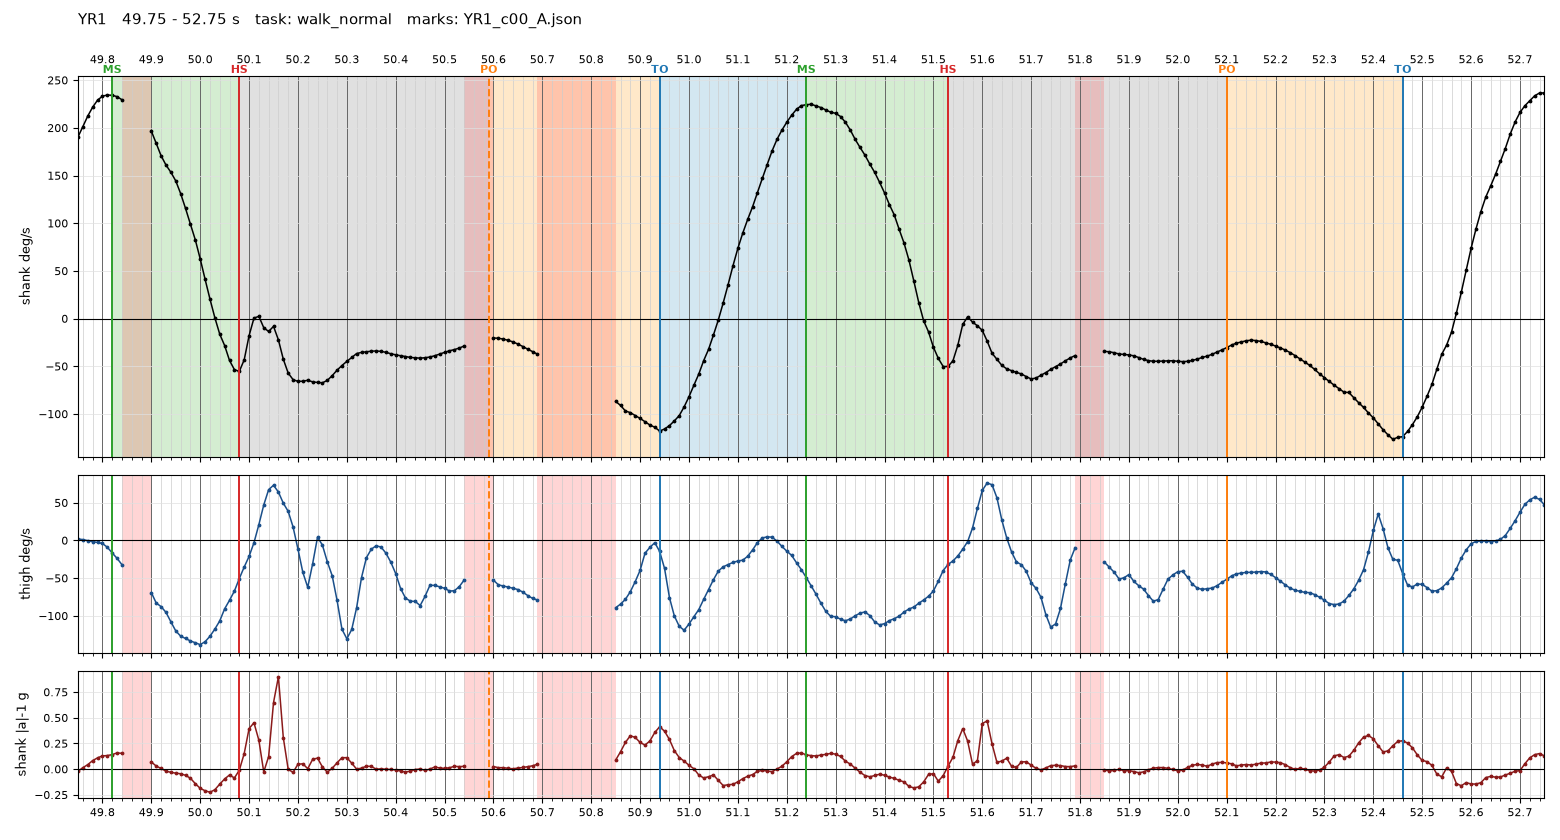 YR1   49.75 - 52.75 s   task: walk_normal   marks: YR1_c00_A.json
49.8 49.9 50.0 50.1 50.2 50.3 50.4 50.5 50.6 50.7 50.8 50.9 51.0 51.1 51.2 51.3 51.4 51.5 51.6 51.7 51.8 51.9 52.0 52.1 52.2 52.3 52.4 52.5 52.6 52.7
MS HS PO TO MS HS PO TO
250
200
150
100
50
0
−50
−100
shank deg/s
50
0
−50
−100
thigh deg/s
0.75
0.50
0.25
0.00
−0.25
shank |a|-1 g
49.8 49.9 50.0 50.1 50.2 50.3 50.4 50.5 50.6 50.7 50.8 50.9 51.0 51.1 51.2 51.3 51.4 51.5 51.6 51.7 51.8 51.9 52.0 52.1 52.2 52.3 52.4 52.5 52.6 52.7